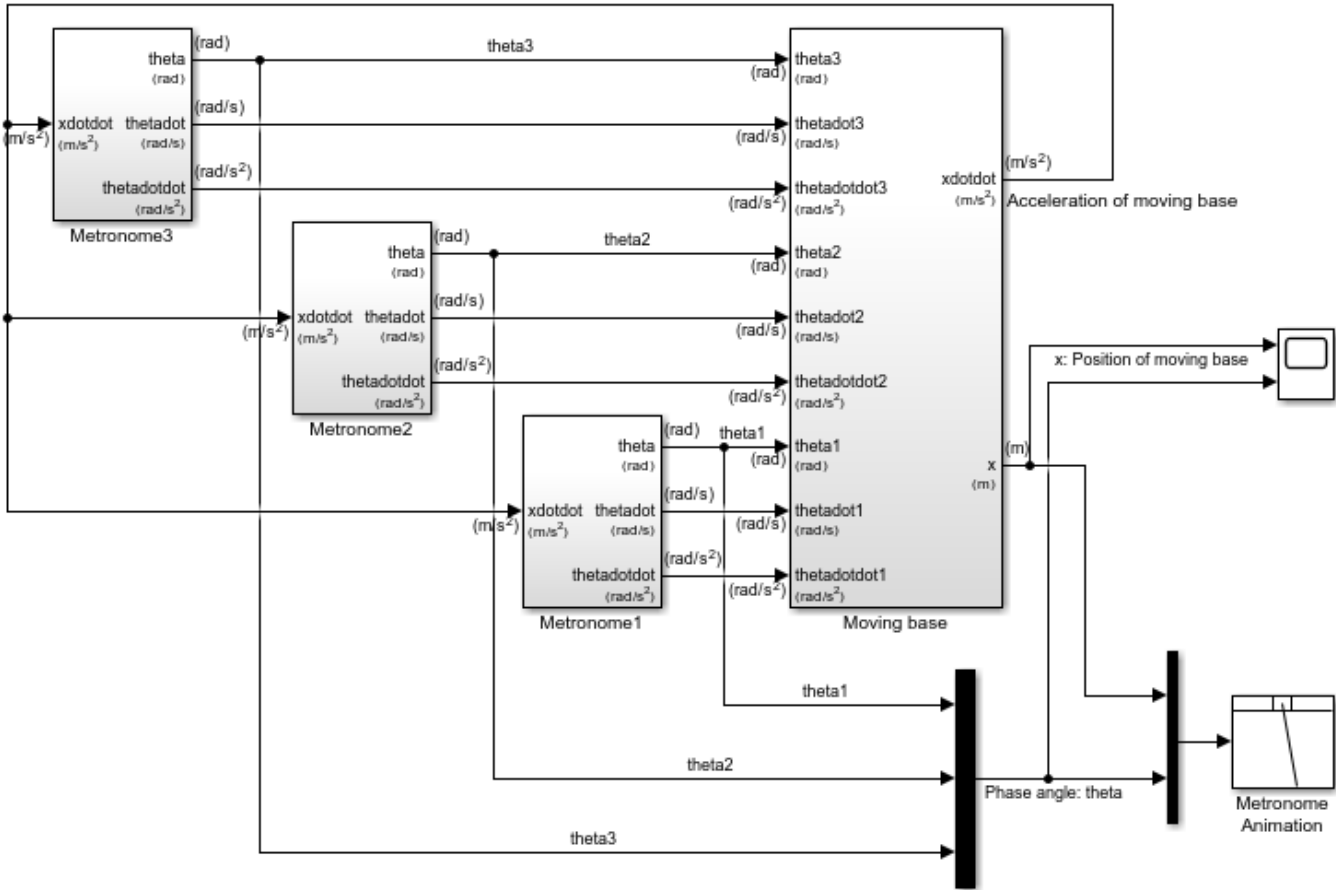 (rad)
theta
(rad)
theta3
(rad)
theta3
(rad)
(rad/s)
(m/s²)
xdotdot
(m/s²)
thetadot
(rad/s)
(rad/s)
thetadot3
(rad/s)
(rad/s²)
thetadotdot
(rad/s²)
(rad/s²)
thetadotdot3
(rad/s²)
Metronome3
xdotdot
(m/s²)
(m/s²)
Acceleration of moving base
(rad)
theta
(rad)
theta2
(rad)
theta2
(rad)
(rad/s)
(m/s²)
xdotdot
(m/s²)
thetadot
(rad/s)
(rad/s)
thetadot2
(rad/s)
(rad/s²)
thetadotdot
(rad/s²)
(rad/s²)
thetadotdot2
(rad/s²)
Metronome2
x: Position of moving base
(rad)
theta
(rad)
theta1
(rad)
theta1
(rad)
(m)
x
(m)
(rad/s)
(m/s²)
xdotdot
(m/s²)
thetadot
(rad/s)
(rad/s)
thetadot1
(rad/s)
(rad/s²)
thetadotdot
(rad/s²)
(rad/s²)
thetadotdot1
(rad/s²)
Metronome1
Moving base
theta1
theta2
theta3
Phase angle: theta
Metronome
Animation